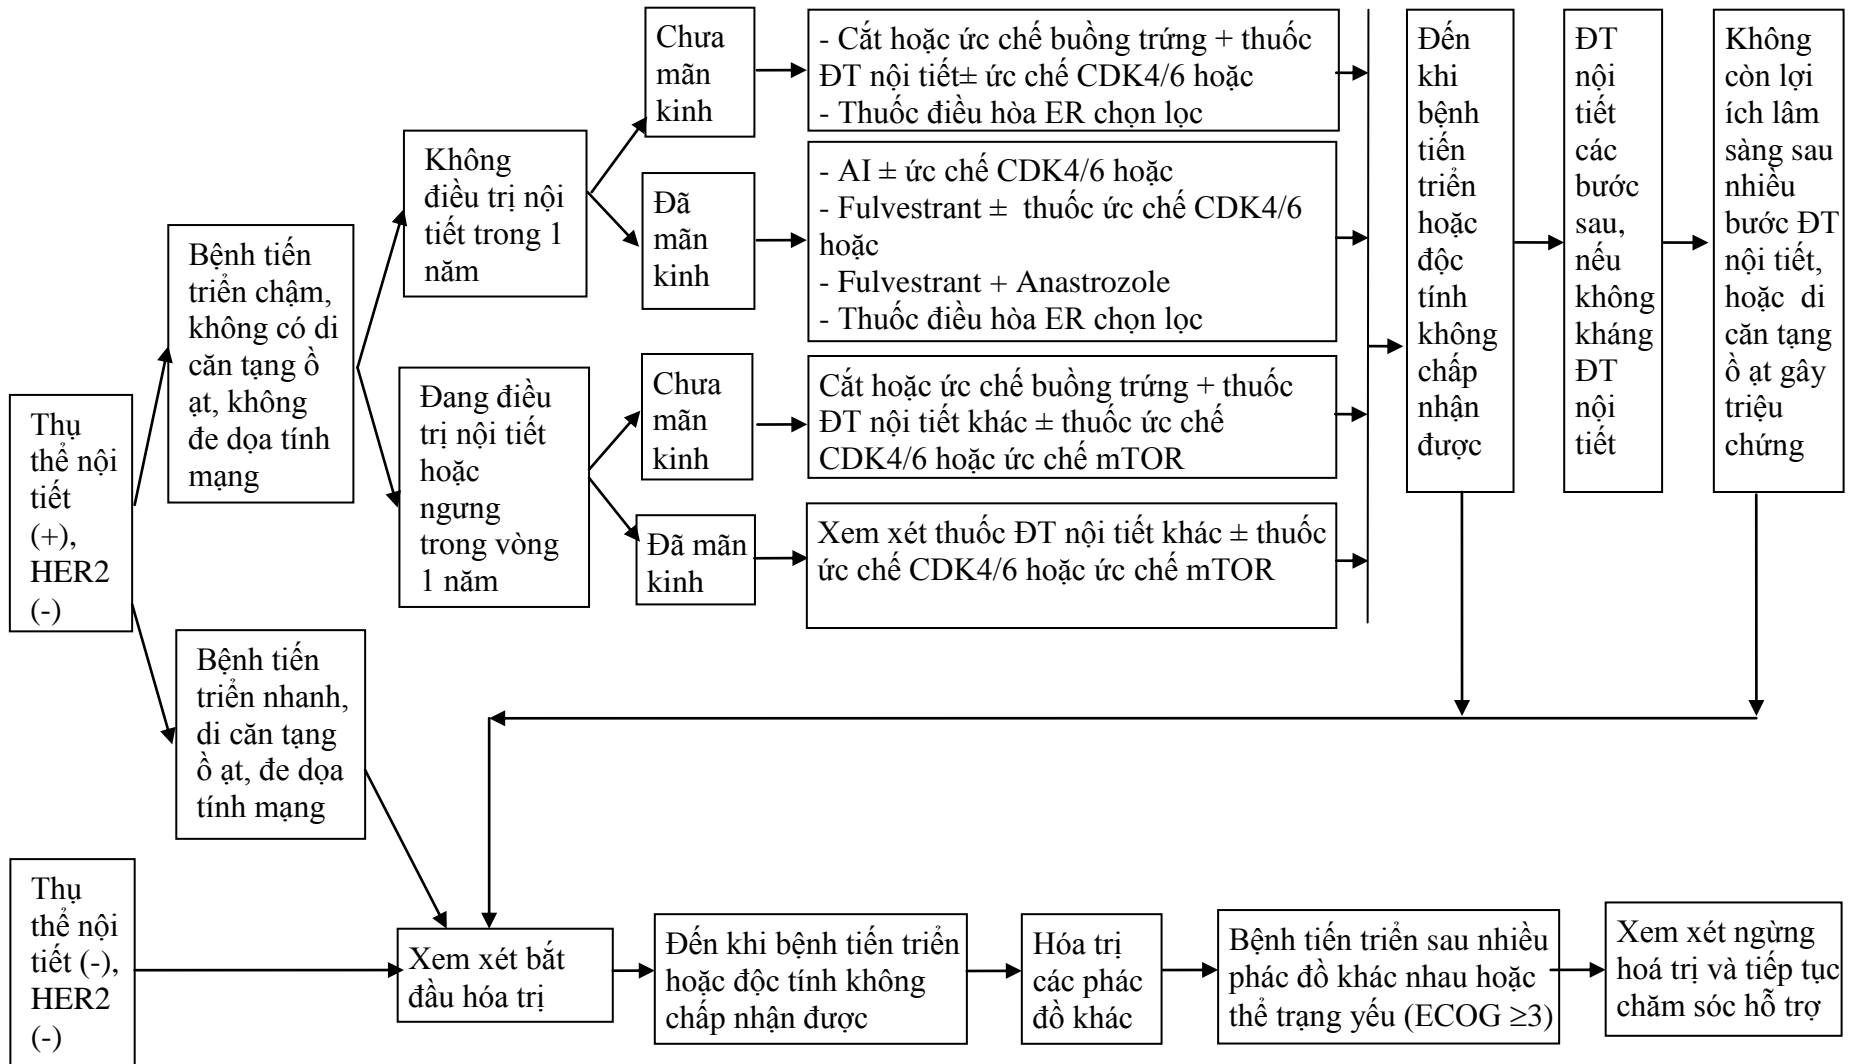 Thụ
thể nội
tiết
(+),
HER2
(-)
Bệnh tiến
triển chậm,
không có di
căn tạng ồ
ạt, không
đe dọa tính
mạng
Không
điều trị nội
tiết trong 1
năm
Chưa
mãn
kinh
- Cắt hoặc ức chế buồng trứng + thuốc
ĐT nội tiết± ức chế CDK4/6 hoặc
- Thuốc điều hòa ER chọn lọc
Đã
mãn
kinh
- AI ± ức chế CDK4/6 hoặc
- Fulvestrant ± thuốc ức chế CDK4/6
hoặc
- Fulvestrant + Anastrozole
- Thuốc điều hòa ER chọn lọc
Đang điều
trị nội tiết
hoặc
ngưng
trong vòng
1 năm
Chưa
mãn
kinh
Cắt hoặc ức chế buồng trứng + thuốc
ĐT nội tiết khác ± thuốc ức chế
CDK4/6 hoặc ức chế mTOR
Đã mãn
kinh
Xem xét thuốc ĐT nội tiết khác ± thuốc
ức chế CDK4/6 hoặc ức chế mTOR
Đến
khi
bệnh
tiến
triển
hoặc
độc
tính
không
chấp
nhận
được
ĐT
nội
tiết
các
bước
sau,
nếu
không
kháng
ĐT
nội
tiết
Không
còn lợi
ích lâm
sàng sau
nhiều
bước ĐT
nội tiết,
hoặc di
căn tạng
ồ ạt gây
triệu
chứng
Bệnh tiến
triển nhanh,
di căn tạng
ồ ạt, đe dọa
tính mạng
Thụ
thể nội
tiết (-),
HER2
(-)
Xem xét bắt
đầu hóa trị
Đến khi bệnh tiến triển
hoặc độc tính không
chấp nhận được
Hóa trị
các phác
đồ khác
Bệnh tiến triển sau nhiều
phác đồ khác nhau hoặc
thể trạng yếu (ECOG ≥3)
Xem xét ngừng
hoá trị và tiếp tục
chăm sóc hỗ trợ